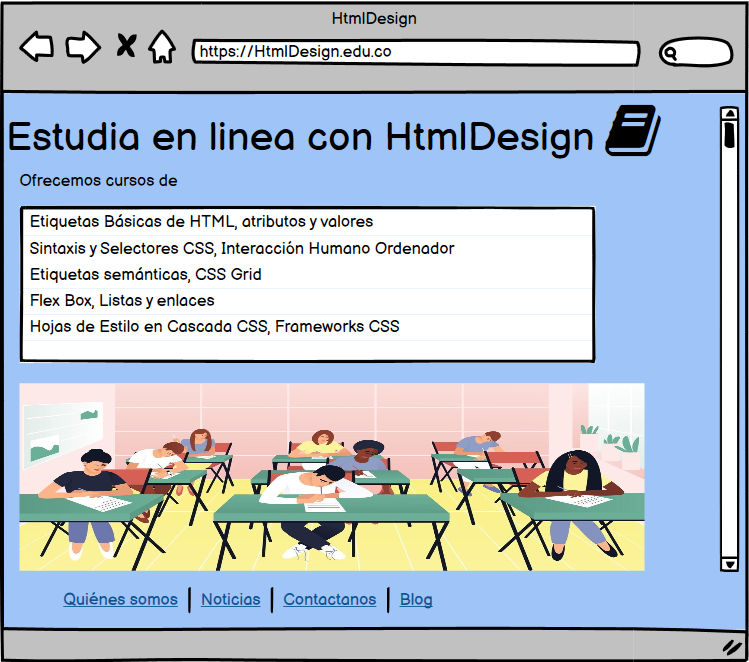 HtmlDesign
https://HtmlDesign.edu.co
Estudia en linea con HtmlDesign
Ofrecemos cursos de
Etiquetas Básicas de HTML, atributos y valores
Sintaxis y Selectores CSS, Interacción Humano Ordenador
Etiquetas semánticas, CSS Grid
Flex Box, Listas y enlaces
Hojas de Estilo en Cascada CSS, Frameworks CSS
Quiénes somos | Noticias | Contactanos | Blog